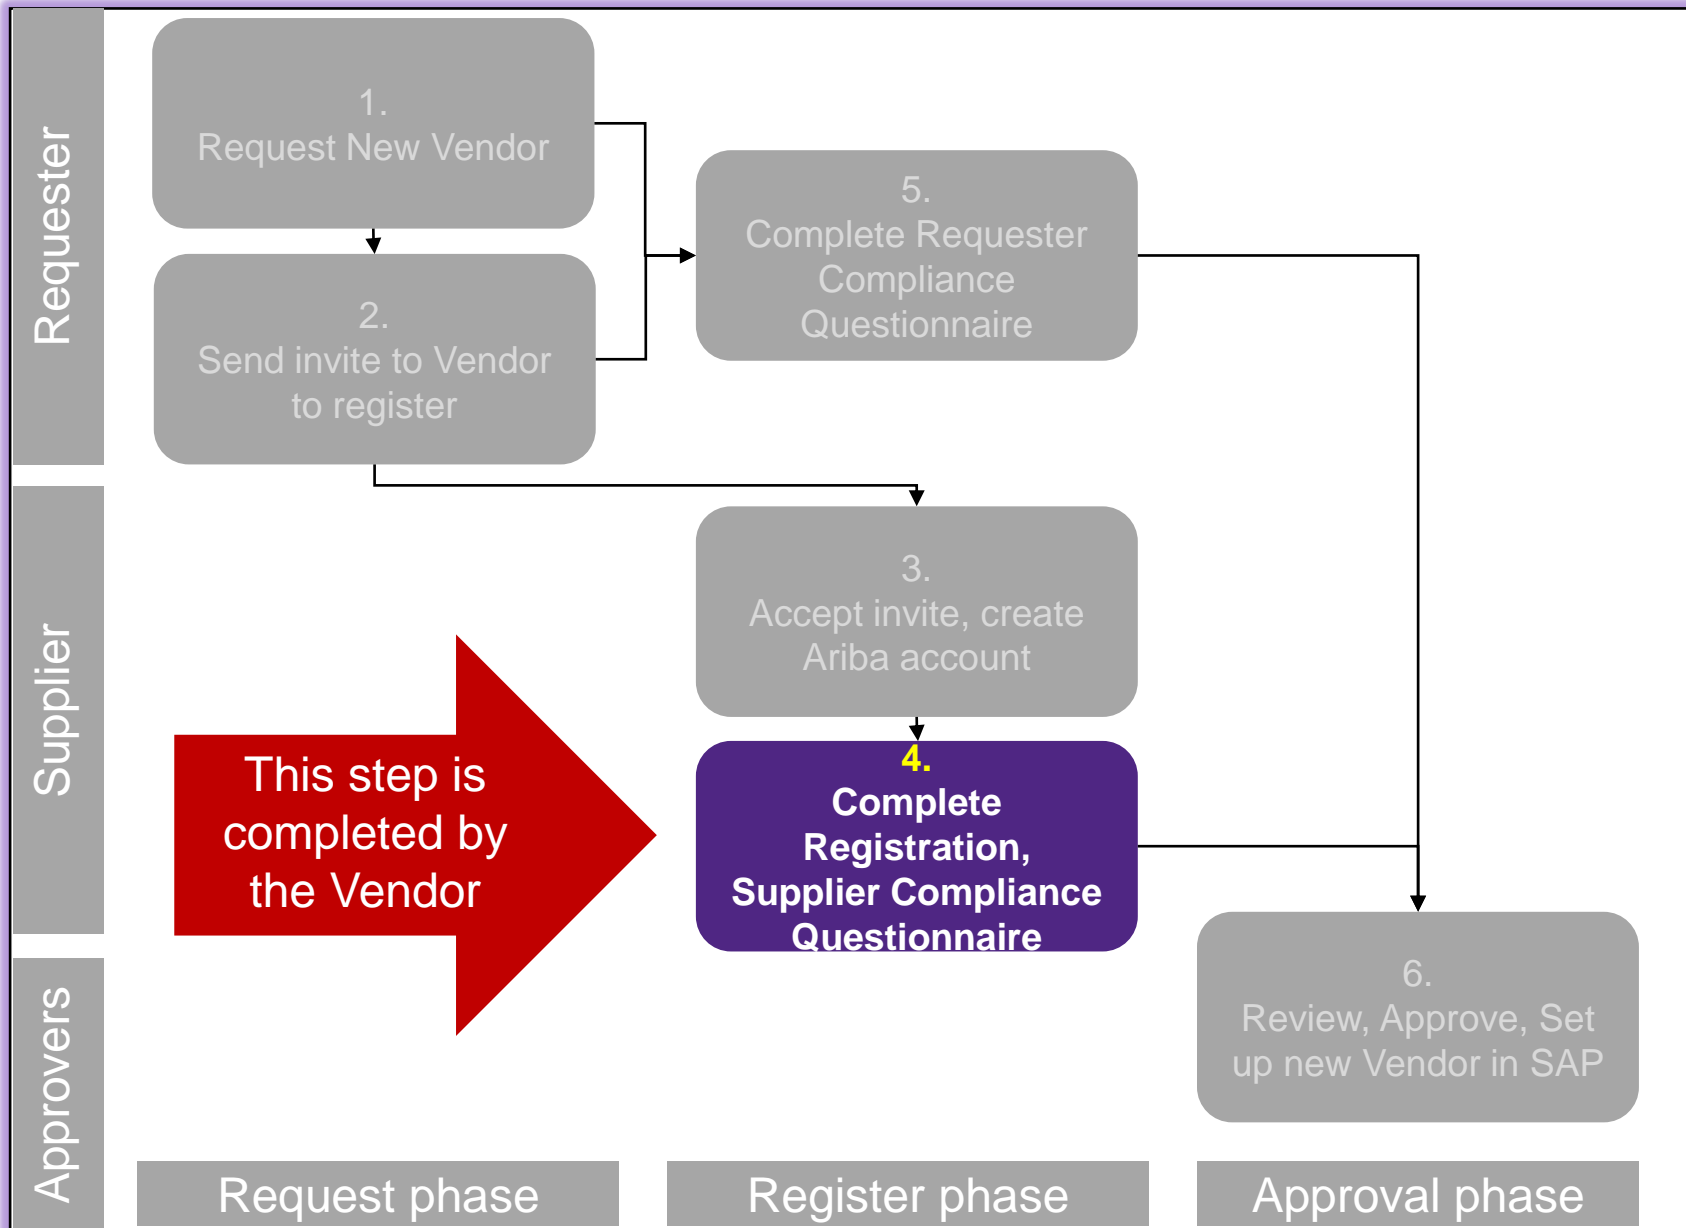 Requester
1.
Request New Vendor
2.
Send invite to Vendor
to register
5.
Complete Requester
Compliance
Questionnaire
Supplier
This step is
completed by
the Vendor
3.
Accept invite, create
Ariba account
4.
Complete
Registration,
Supplier Compliance
Questionnaire
Approvers
6.
Review, Approve, Set
up new Vendor in SAP
Request phase
Register phase
Approval phase